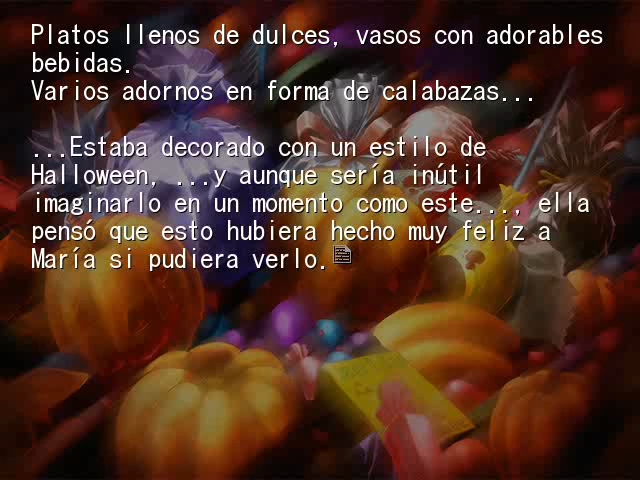 Platos llenos de dulces, vasos con adorables
bebidas.
Varios adornos en forma de calabazas...
...Estaba decorado con un estilo de
Halloween, ...y aunque sería inútil
imaginarlo en un momento como este..., ella
pensó que esto hubiera hecho muy feliz a
María si pudiera verlo.